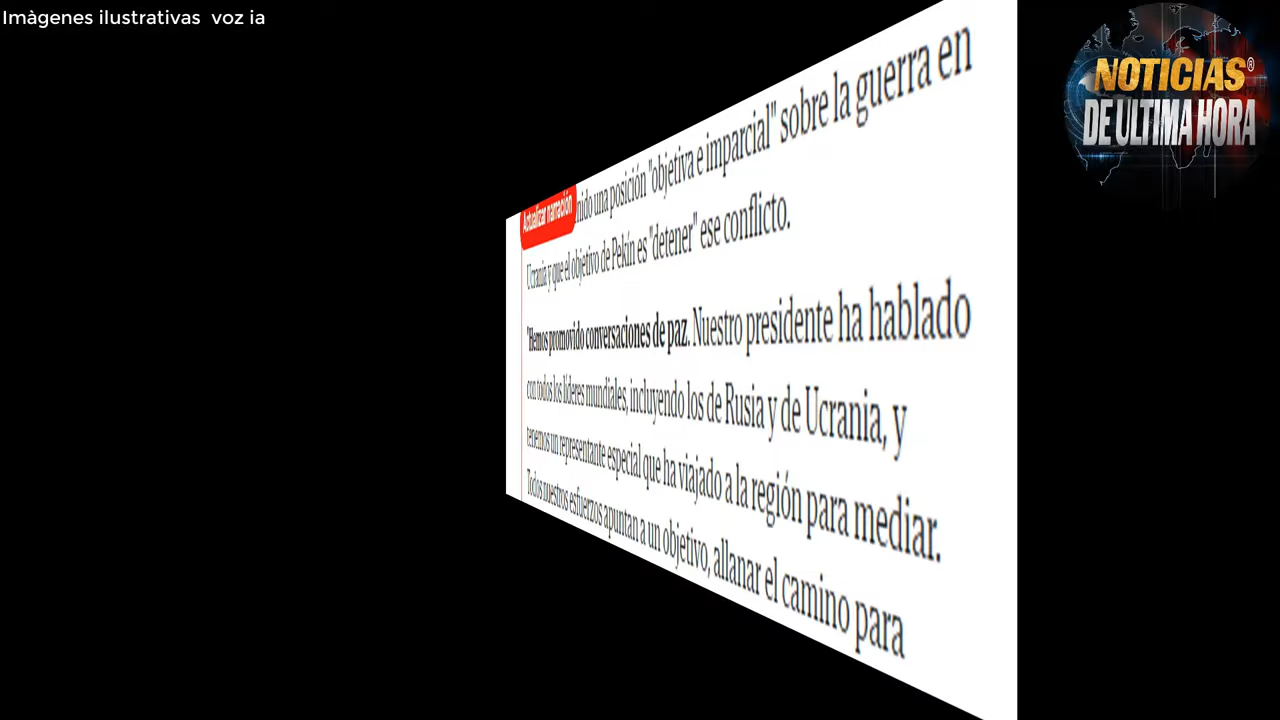 Imàgenes ilustrativas voz ia
NOTICIAS®
DE ULTIMA HORA
Actualizar narración
una posición "objetiva e imparcial" sobre la guerra en
Ucrania y que el objetivo de Pekín es "detener" ese conflicto.
"Hemos promovido conversaciones de paz. Nuestro presidente ha hablado
con todos los líderes mundiales, incluyendo los de Rusia y de Ucrania, y
tenemos un representante especial que ha viajado a la región para mediar.
Todos nuestros esfuerzos apuntan a un objetivo, allanar el camino para